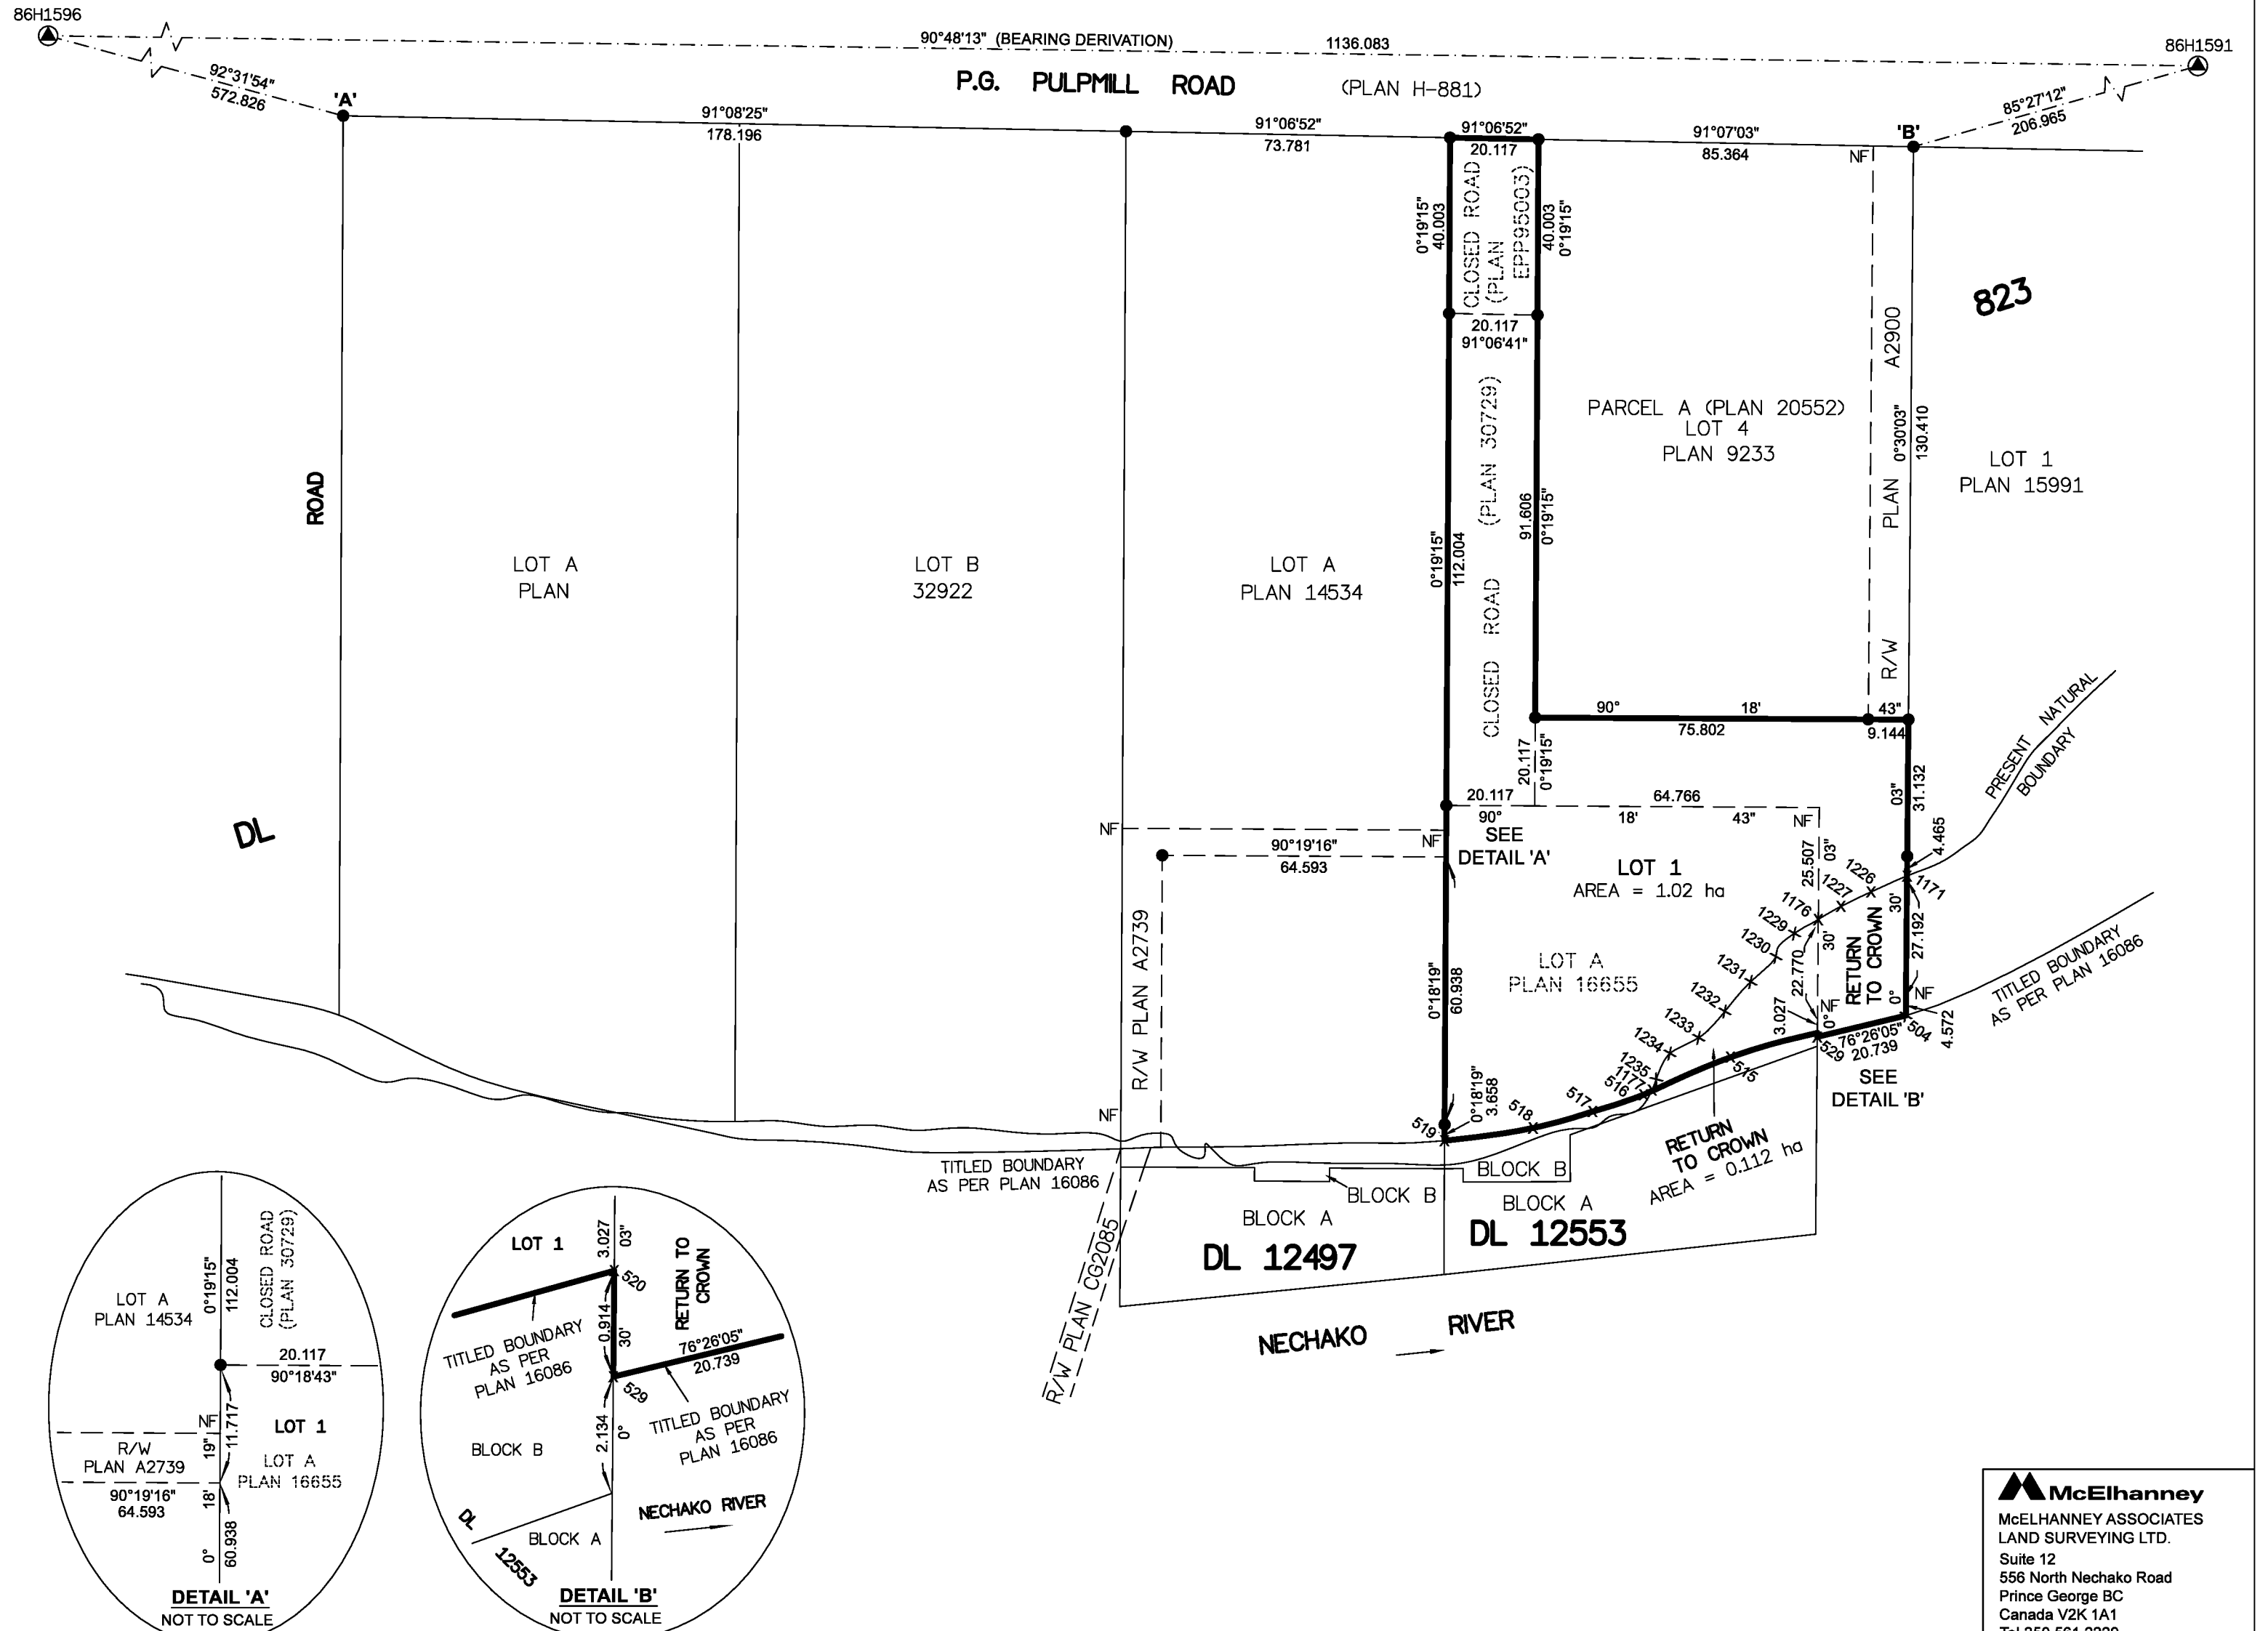 86H1596
86H1591
90°48'13" (BEARING DERIVATION) 1136.083
P.G. PULPMILL ROAD (PLAN H-881)
92°31'54"
572.826
85°27'12"
206.965
'A'
'B'
91°08'25"
178.196
91°06'52"
73.781
91°06'52"
20.117
91°07'03"
85.364
NF
0°19'15"
40.003
CLOSED ROAD
(PLAN EPP95003)
40.003
0°19'15"
20.117
91°06'41"
823
ROAD
DL
LOT A
PLAN
LOT B
32922
LOT A
PLAN 14534
0°19'15"
112.004
CLOSED ROAD (PLAN 30729)
91.606
0°19'15"
PARCEL A (PLAN 20552)
LOT 4
PLAN 9233
R/W PLAN A2900
0°30'03"
130.410
LOT 1
PLAN 15991
90° 18' 43"
75.802
9.144
20.117
0°19'15"
31.132
03"
4.465
PRESENT NATURAL
BOUNDARY
20.117
64.766
90° 18' 43"
NF
SEE
DETAIL 'A'
NF
NF
90°19'16"
64.593
LOT 1
AREA = 1.02 ha
25.507
03"
1226
1227
1176
1229
1230
1231
1232
1233
1234
1235
1177
1171
30'
27.192
0°
NF
RETURN
TO CROWN
30'
22.770
NF
0°
3.027
LOT A
PLAN 16655
0°18'19"
60.938
R/W PLAN A2739
NF
0°18'19"
3.658
519
518
517
516
515
529
504
76°26'05"
20.739
4.572
TITLED BOUNDARY
AS PER PLAN 16086
SEE
DETAIL 'B'
RETURN
TO CROWN
AREA = 0.112 ha
TITLED BOUNDARY
AS PER PLAN 16086
BLOCK B
BLOCK B
BLOCK A
BLOCK A
DL 12497
DL 12553
R/W PLAN CG2085
NECHAKO RIVER
LOT A
PLAN 14534
0°19'15"
112.004
CLOSED ROAD
(PLAN 30729)
20.117
90°18'43"
NF
11.717
19"
LOT 1
R/W
PLAN A2739
LOT A
PLAN 16655
90°19'16"
64.593
18'
0°
60.938
DETAIL 'A'
NOT TO SCALE
LOT 1
3.027
03"
RETURN TO
CROWN
520
0.914
30'
TITLED BOUNDARY
AS PER
PLAN 16086
76°26'05"
20.739
529
TITLED BOUNDARY
AS PER
PLAN 16086
2.134
0°
BLOCK B
NECHAKO RIVER
DL 12553
BLOCK A
DETAIL 'B'
NOT TO SCALE
McElhanney
McELHANNEY ASSOCIATES
LAND SURVEYING LTD.
Suite 12
556 North Nechako Road
Prince George BC
Canada V2K 1A1